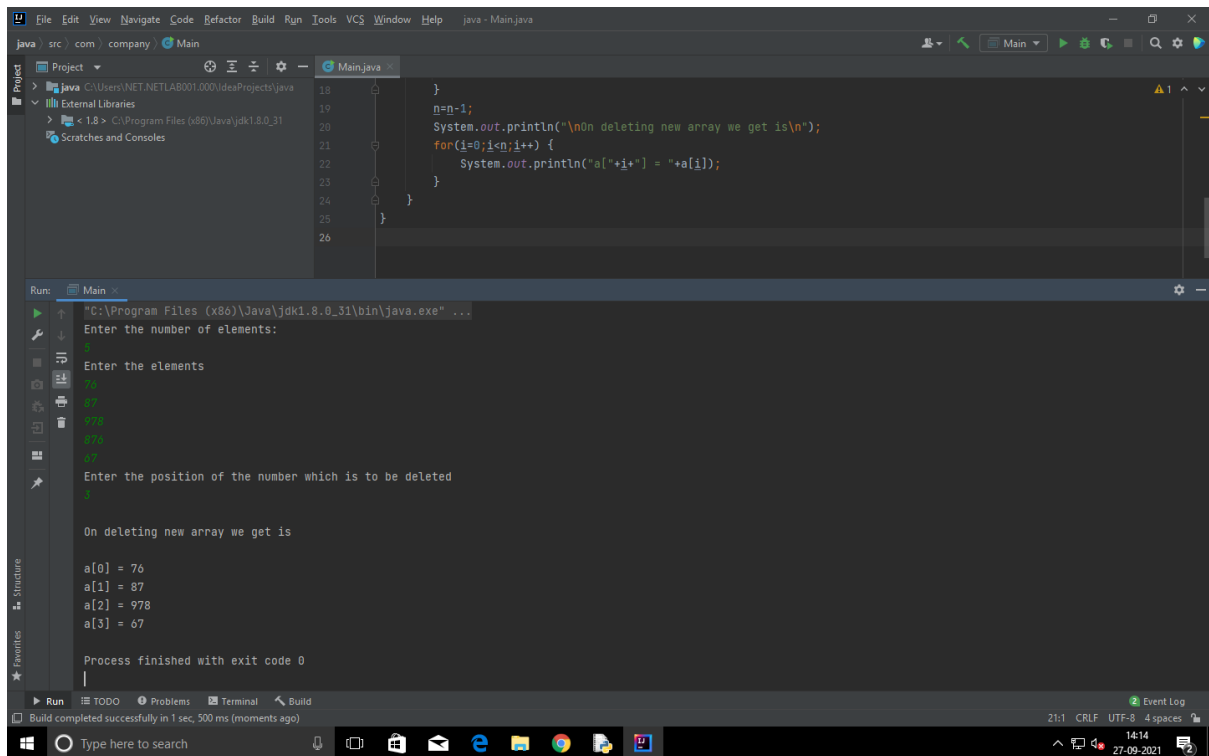 File Edit View Navigate Code Refactor Build Run Tools VCS Window Help java - Main.java
java src com company Main
Main
Project
Project
Main.java
java C:\Users\NET.NETLAB001.000\IdeaProjects\java
External Libraries
< 1.8 > C:\Program Files (x86)\Java\jdk1.8.0_31
Scratches and Consoles
1
18 }
19 n=n-1;
20 System.out.println("\nOn deleting new array we get is\n");
21 for(i=0;i<n;i++) {
22 System.out.println("a["+i+"] = "+a[i]);
23 }
24 }
25 }
26
Run: Main
"C:\Program Files (x86)\Java\jdk1.8.0_31\bin\java.exe" ...
Enter the number of elements:
5
Enter the elements
76
87
978
876
67
Enter the position of the number which is to be deleted
3
On deleting new array we get is
a[0] = 76
a[1] = 87
a[2] = 978
a[3] = 67
Process finished with exit code 0
Structure
Favorites
Run TODO Problems Terminal Build
2 Event Log
Build completed successfully in 1 sec, 500 ms (moments ago)
21:1 CRLF UTF-8 4 spaces
Type here to search
14:14
27-09-2021
2